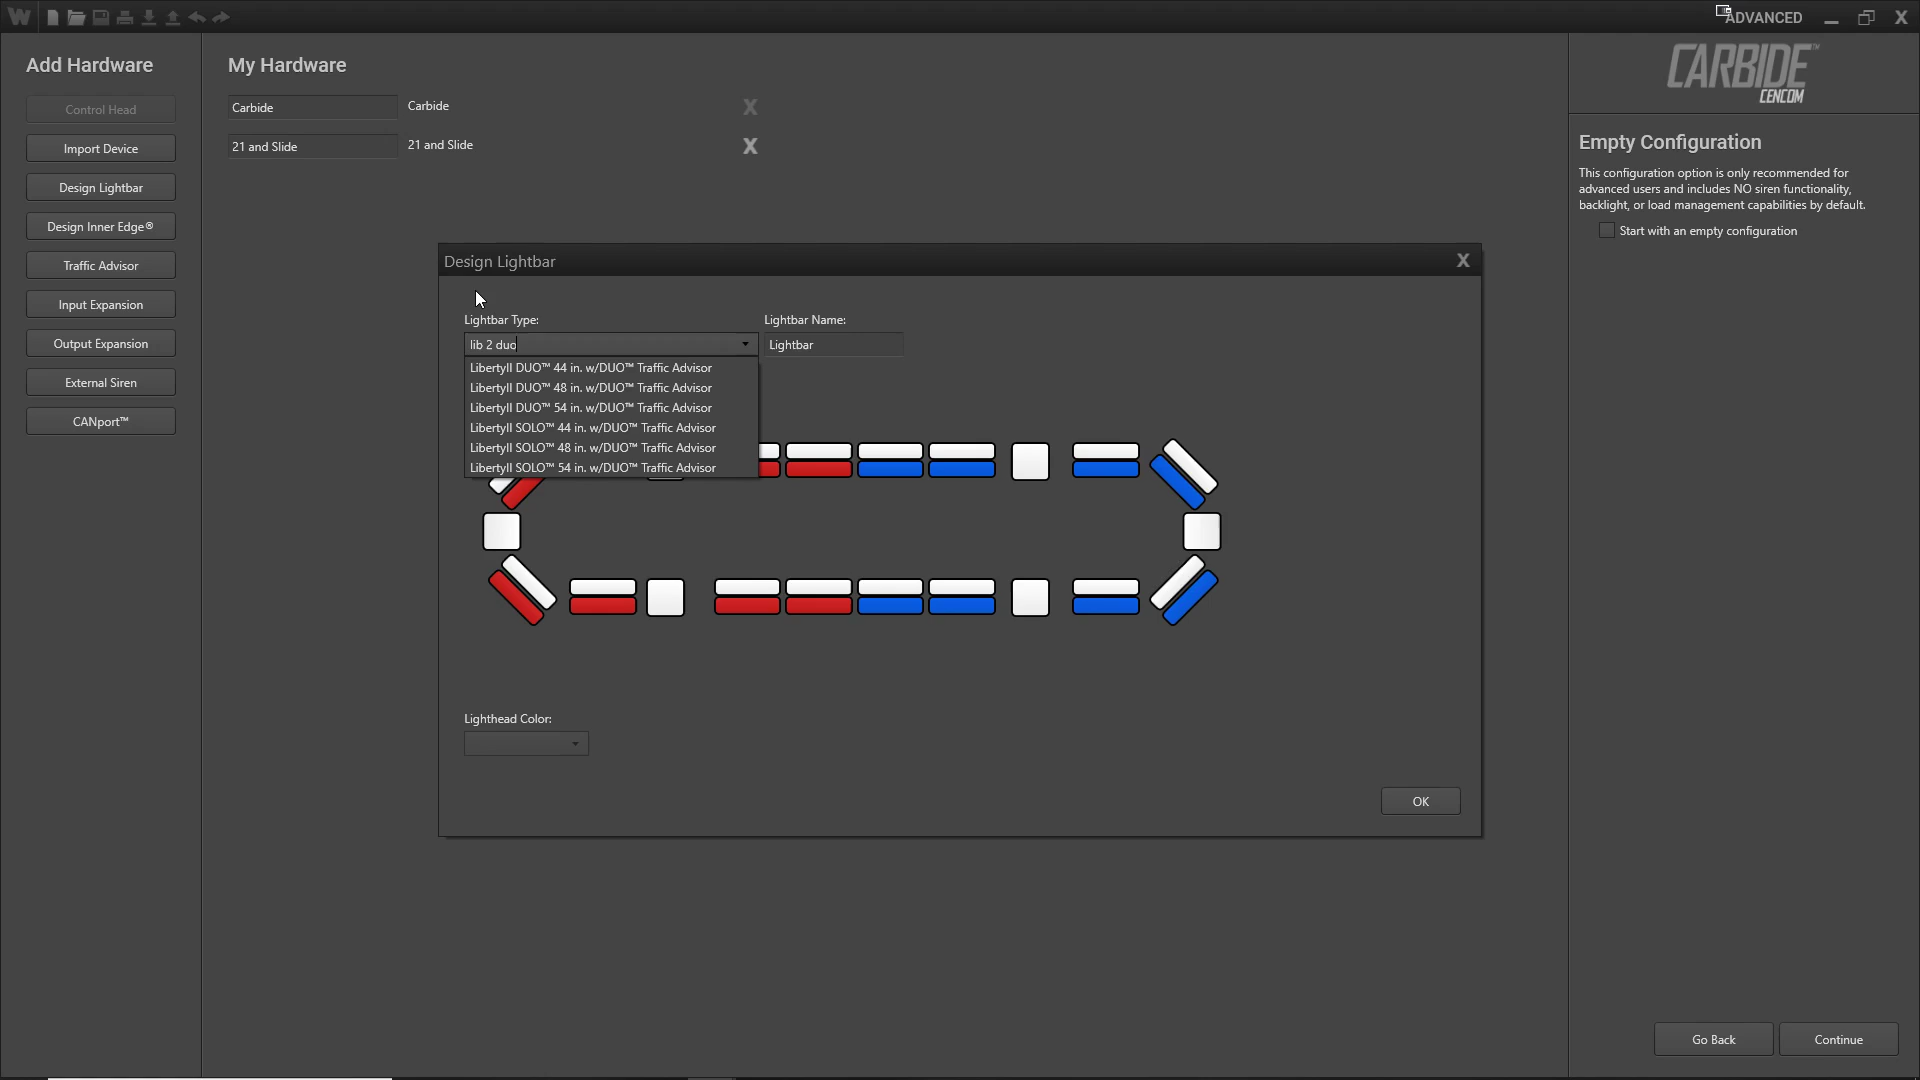 W
ADVANCED
Add Hardware
Control Head
Import Device
Design Lightbar
Design Inner Edge®
Traffic Advisor
Input Expansion
Output Expansion
External Siren
CANport™
My Hardware
Carbide Carbide X
21 and Slide 21 and Slide X
Design Lightbar X
Lightbar Type: Lightbar Name:
lib 2 duo Lightbar
LibertyII DUO™ 44 in. w/DUO™ Traffic Advisor
LibertyII DUO™ 48 in. w/DUO™ Traffic Advisor
LibertyII DUO™ 54 in. w/DUO™ Traffic Advisor
LibertyII SOLO™ 44 in. w/DUO™ Traffic Advisor
LibertyII SOLO™ 48 in. w/DUO™ Traffic Advisor
LibertyII SOLO™ 54 in. w/DUO™ Traffic Advisor
Lighthead Color:
OK
CARBIDE™
CENCOM
Empty Configuration
This configuration option is only recommended for
advanced users and includes NO siren functionality,
backlight, or load management capabilities by default.
Start with an empty configuration
Go Back Continue